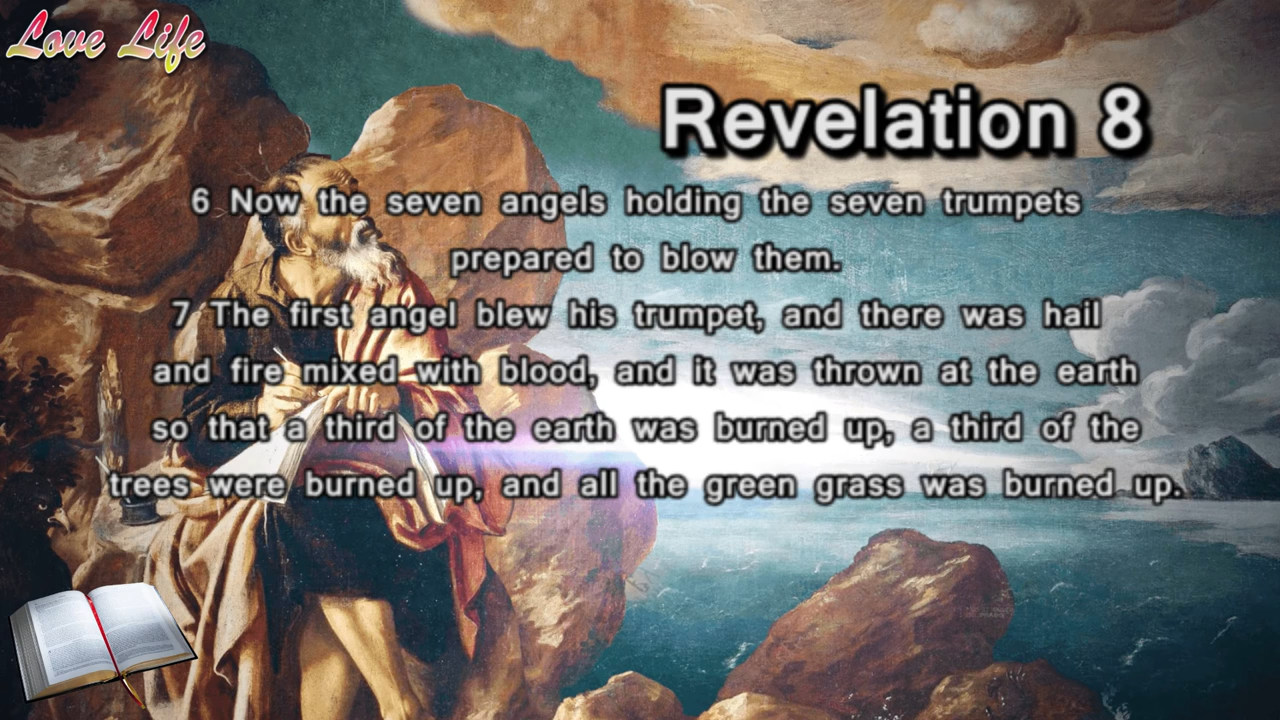 Love Life
Revelation 8
6 Now the seven angels holding the seven trumpets
prepared to blow them.
7 The first angel blew his trumpet, and there was hail
and fire mixed with blood, and it was thrown at the earth
so that a third of the earth was burned up, a third of the
trees were burned up, and all the green grass was burned up.